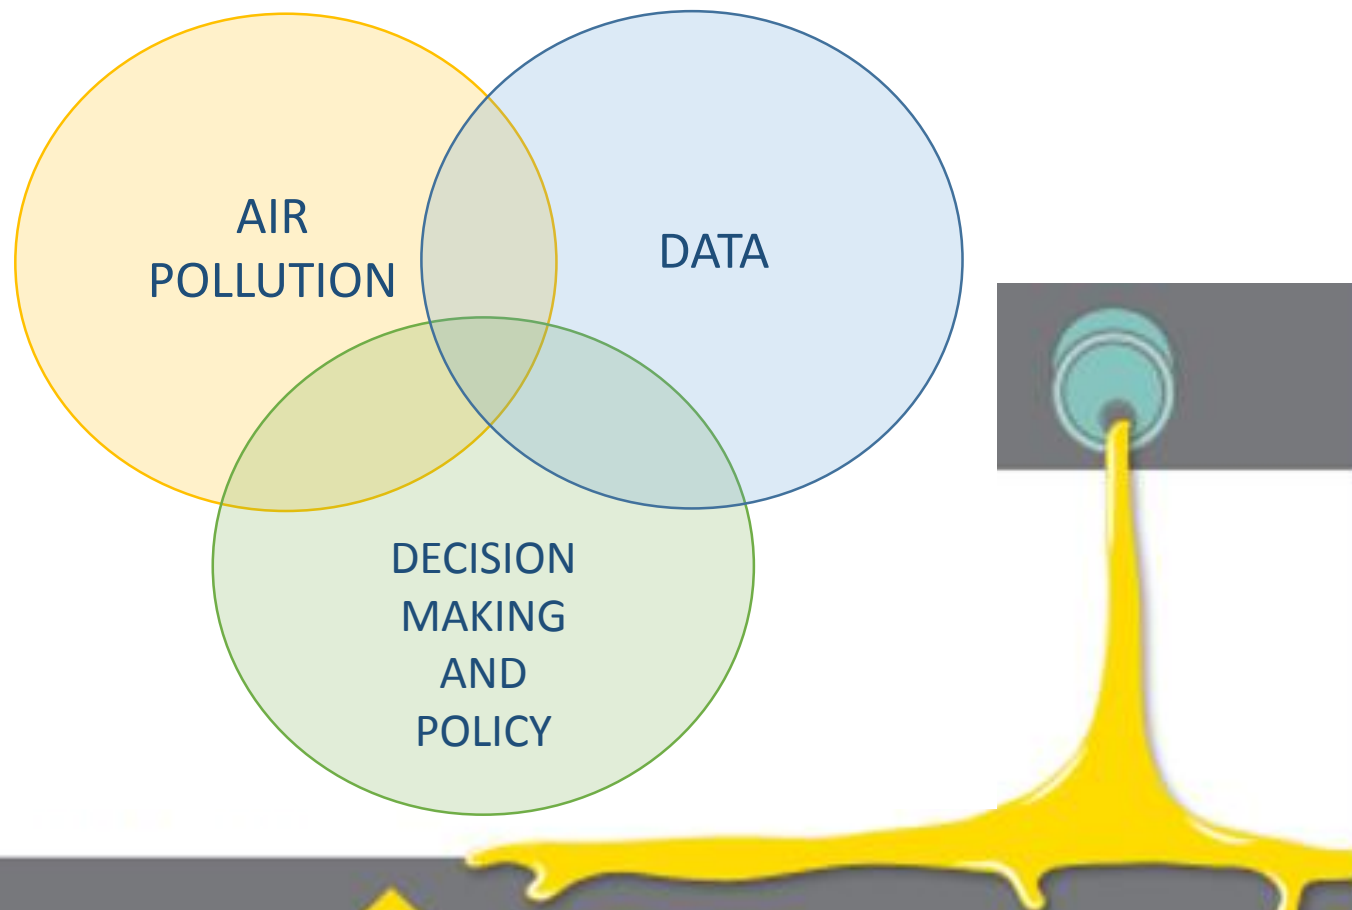 AIR
POLLUTION
DATA
DECISION
MAKING
AND
POLICY